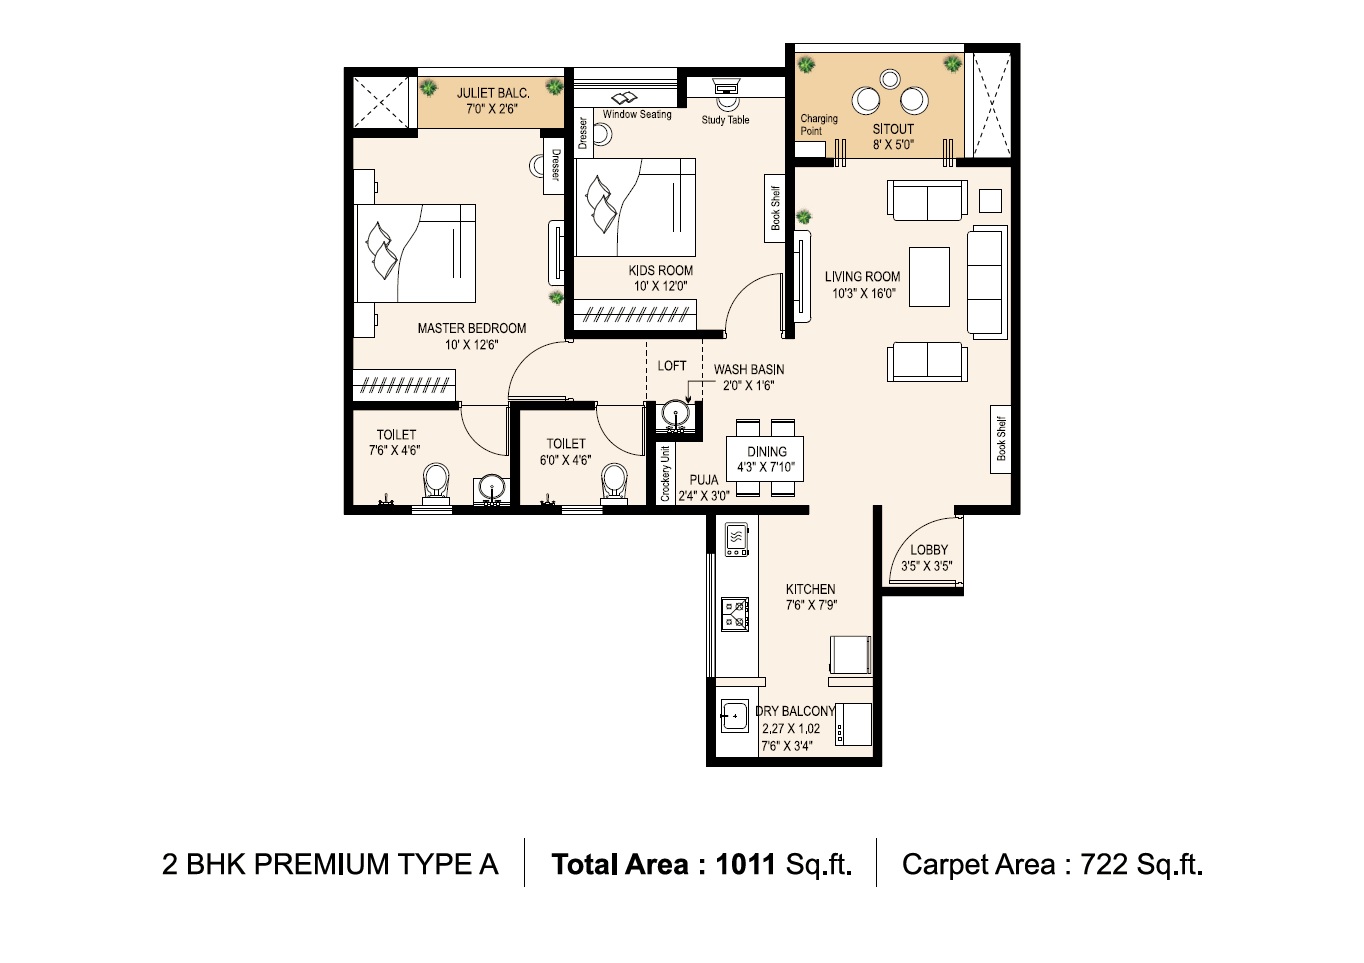 JULIET BALC.
7'0" X 2'6"
Window Seating
Study Table
Dresser
Dresser
Charging
Point
SITOUT
8' X 5'0"
Book Shelf
KIDS ROOM
10' X 12'0"
LIVING ROOM
10'3" X 16'0"
MASTER BEDROOM
10' X 12'6"
LOFT
WASH BASIN
2'0" X 1'6"
TOILET
7'6" X 4'6"
TOILET
6'0" X 4'6"
Crockery Unit
PUJA
2'4" X 3'0"
DINING
4'3" X 7'10"
Book Shelf
LOBBY
3'5" X 3'5"
KITCHEN
7'6" X 7'9"
DRY BALCONY
2.27 X 1.02
7'6" X 3'4"
2 BHK PREMIUM TYPE A
Total Area : 1011 Sq.ft.
Carpet Area : 722 Sq.ft.